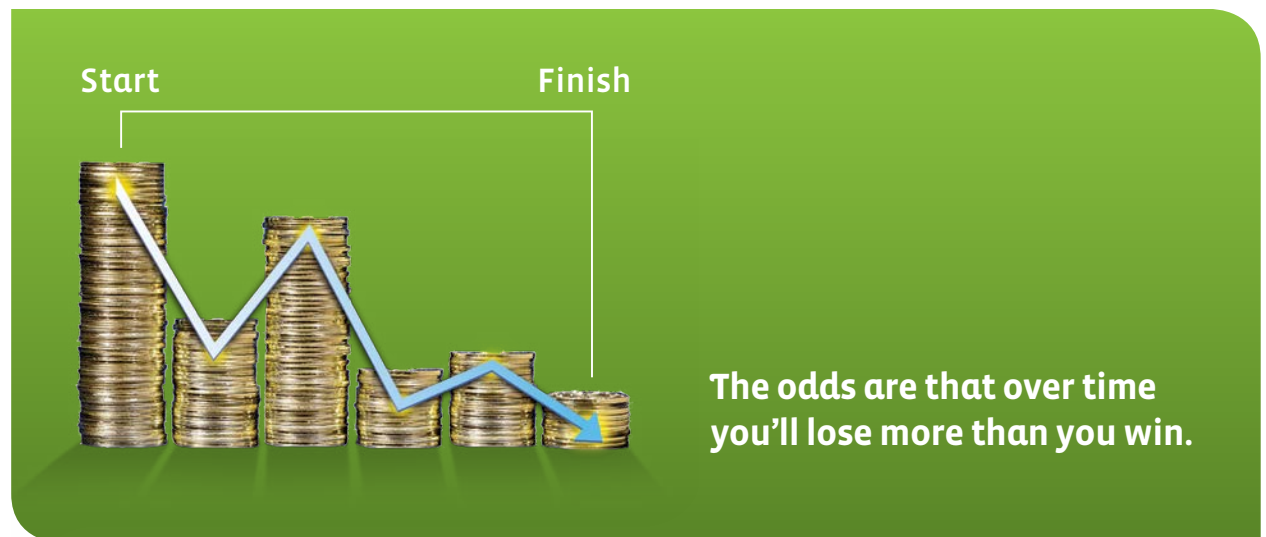 Start
Finish
The odds are that over time
you'll lose more than you win.